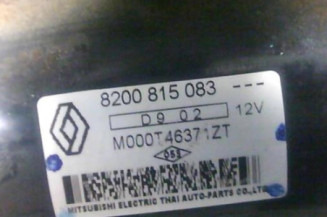 8200 815 083 ---
D9 02 12V
M000T46371ZT
MITSUBISHI ELECTRIC THAI AUTO-PARTS CO.,LTD